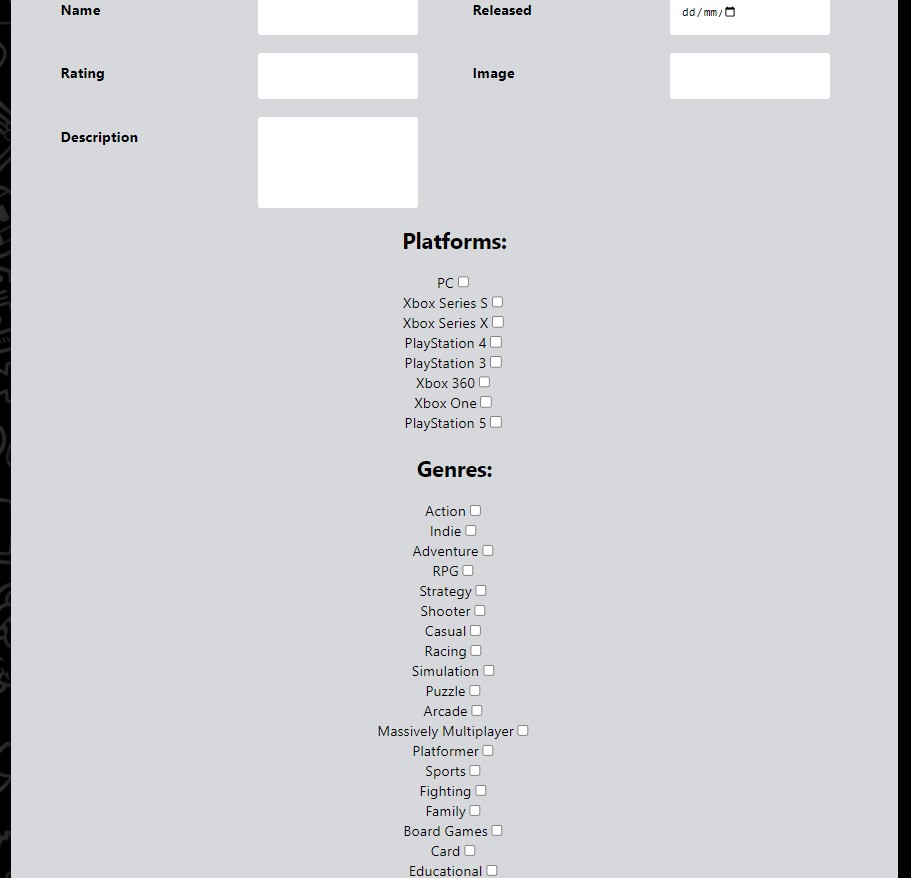 Name
Released
dd/mm/
Rating
Image
Description
Platforms:
PC
Xbox Series S
Xbox Series X
PlayStation 4
PlayStation 3
Xbox 360
Xbox One
PlayStation 5
Genres:
Action
Indie
Adventure
RPG
Strategy
Shooter
Casual
Racing
Simulation
Puzzle
Arcade
Massively Multiplayer
Platformer
Sports
Fighting
Family
Board Games
Card
Educational